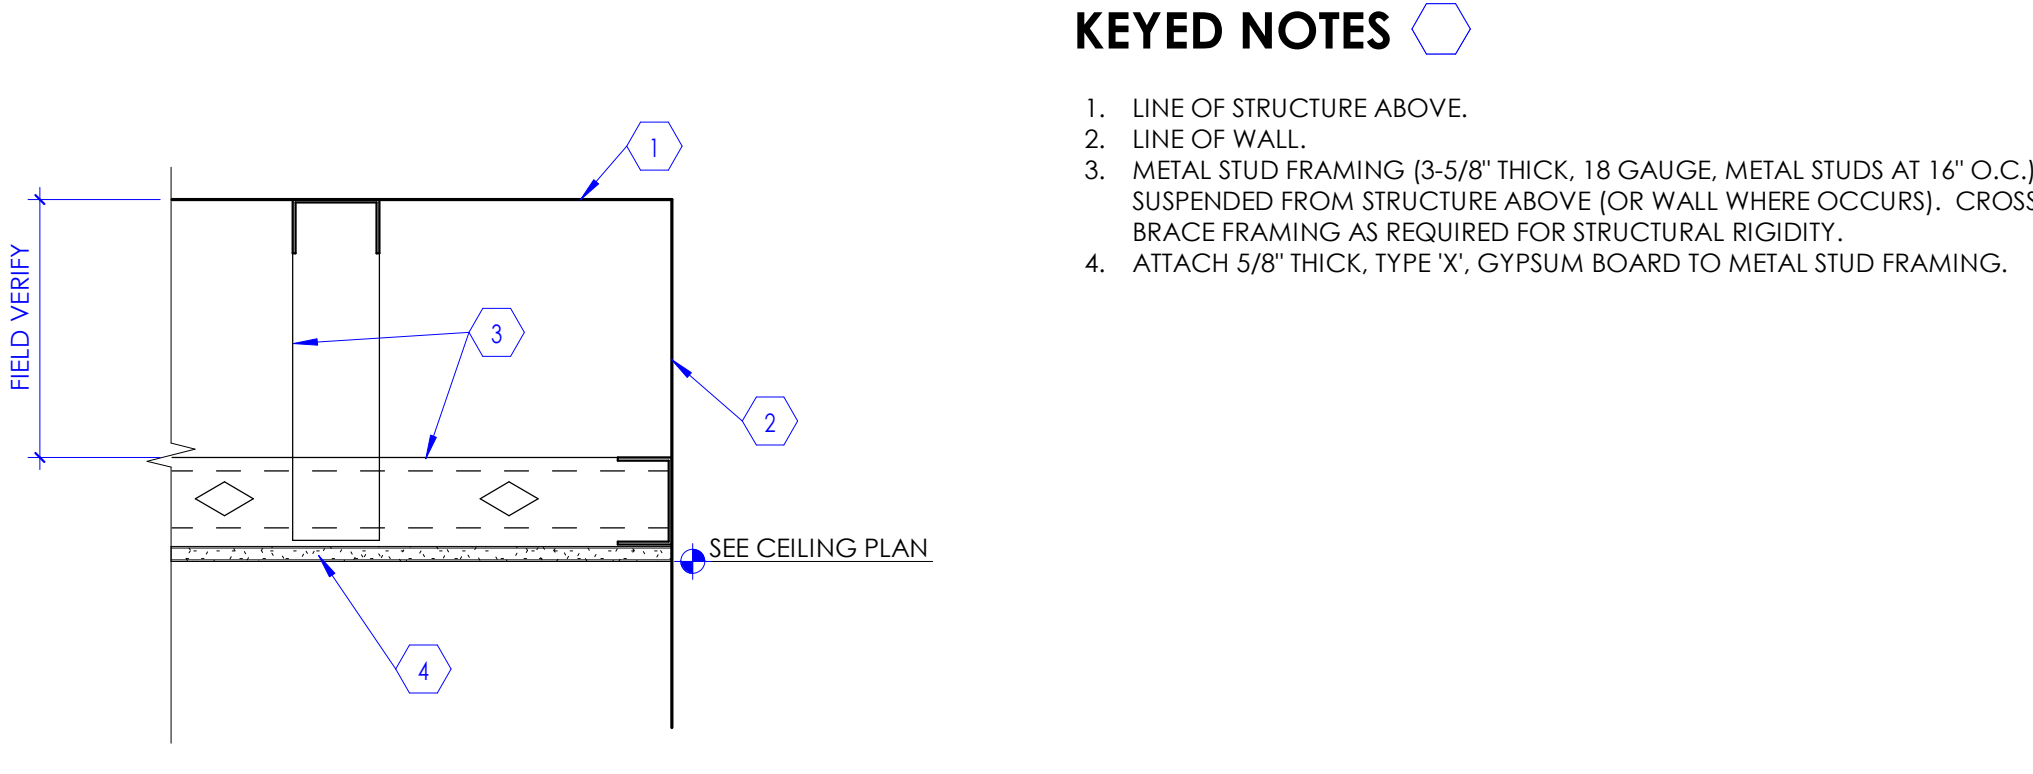 KEYED NOTES
1. LINE OF STRUCTURE ABOVE.
2. LINE OF WALL.
3. METAL STUD FRAMING (3-5/8" THICK, 18 GAUGE, METAL STUDS AT 16" O.C.)
SUSPENDED FROM STRUCTURE ABOVE (OR WALL WHERE OCCURS). CROSS
BRACE FRAMING AS REQUIRED FOR STRUCTURAL RIGIDITY.
4. ATTACH 5/8" THICK, TYPE 'X', GYPSUM BOARD TO METAL STUD FRAMING.
1
FIELD VERIFY
3
2
SEE CEILING PLAN
4